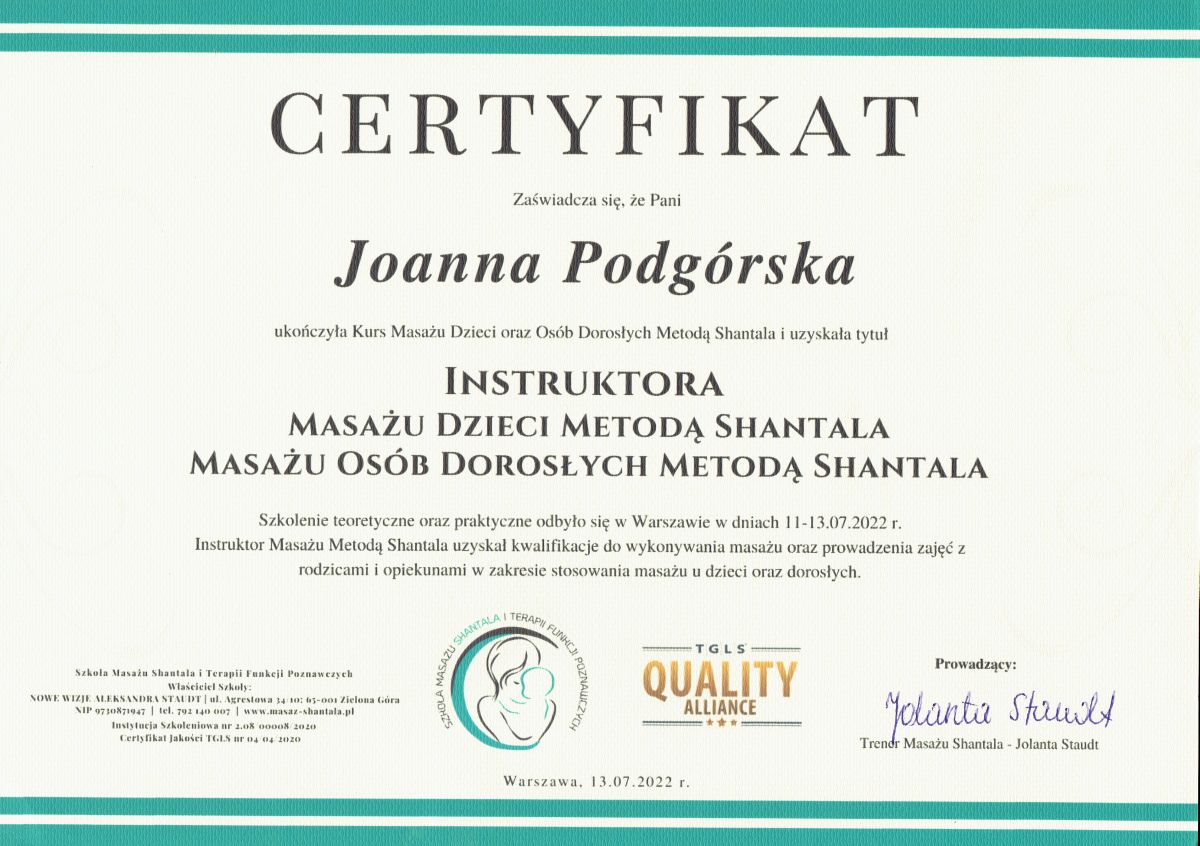 CERTYFIKAT
Zaświadcza się, że Pani
Joanna Podgórska
ukończyła Kurs Masażu Dzieci oraz Osób Dorosłych Metodą Shantala i uzyskała tytuł
INSTRUKTORA
MASAŻU DZIECI METODĄ SHANTALA
MASAŻU OSÓB DOROSŁYCH METODĄ SHANTALA
Szkolenie teoretyczne oraz praktyczne odbyło się w Warszawie w dniach 11-13.07.2022 r.
Instruktor Masażu Metodą Shantala uzyskał kwalifikacje do wykonywania masażu oraz prowadzenia zajęć z
rodzicami i opiekunami w zakresie stosowania masażu u dzieci oraz dorosłych.
Szkoła Masażu Shantala i Terapii Funkcji Poznawczych
Właściciel Szkoły:
NOWE WIZJE ALEKSANDRA STAUDT | ul. Agrestowa 34/10; 65-001 Zielona Góra
NIP 9730871947 | tel. 792 140 007 | www.masaz-shantala.pl
Instytucja Szkoleniowa nr 2.08/00008/2020
Certyfikat Jakości TGLS nr 04/04/2020
SZKOŁA MASAŻU SHANTALA I TERAPII FUNKCJI POZNAWCZYCH
TGLS
QUALITY
ALLIANCE
Prowadzący:
Jolanta Staudt
Trener Masażu Shantala - Jolanta Staudt
Warszawa, 13.07.2022 r.